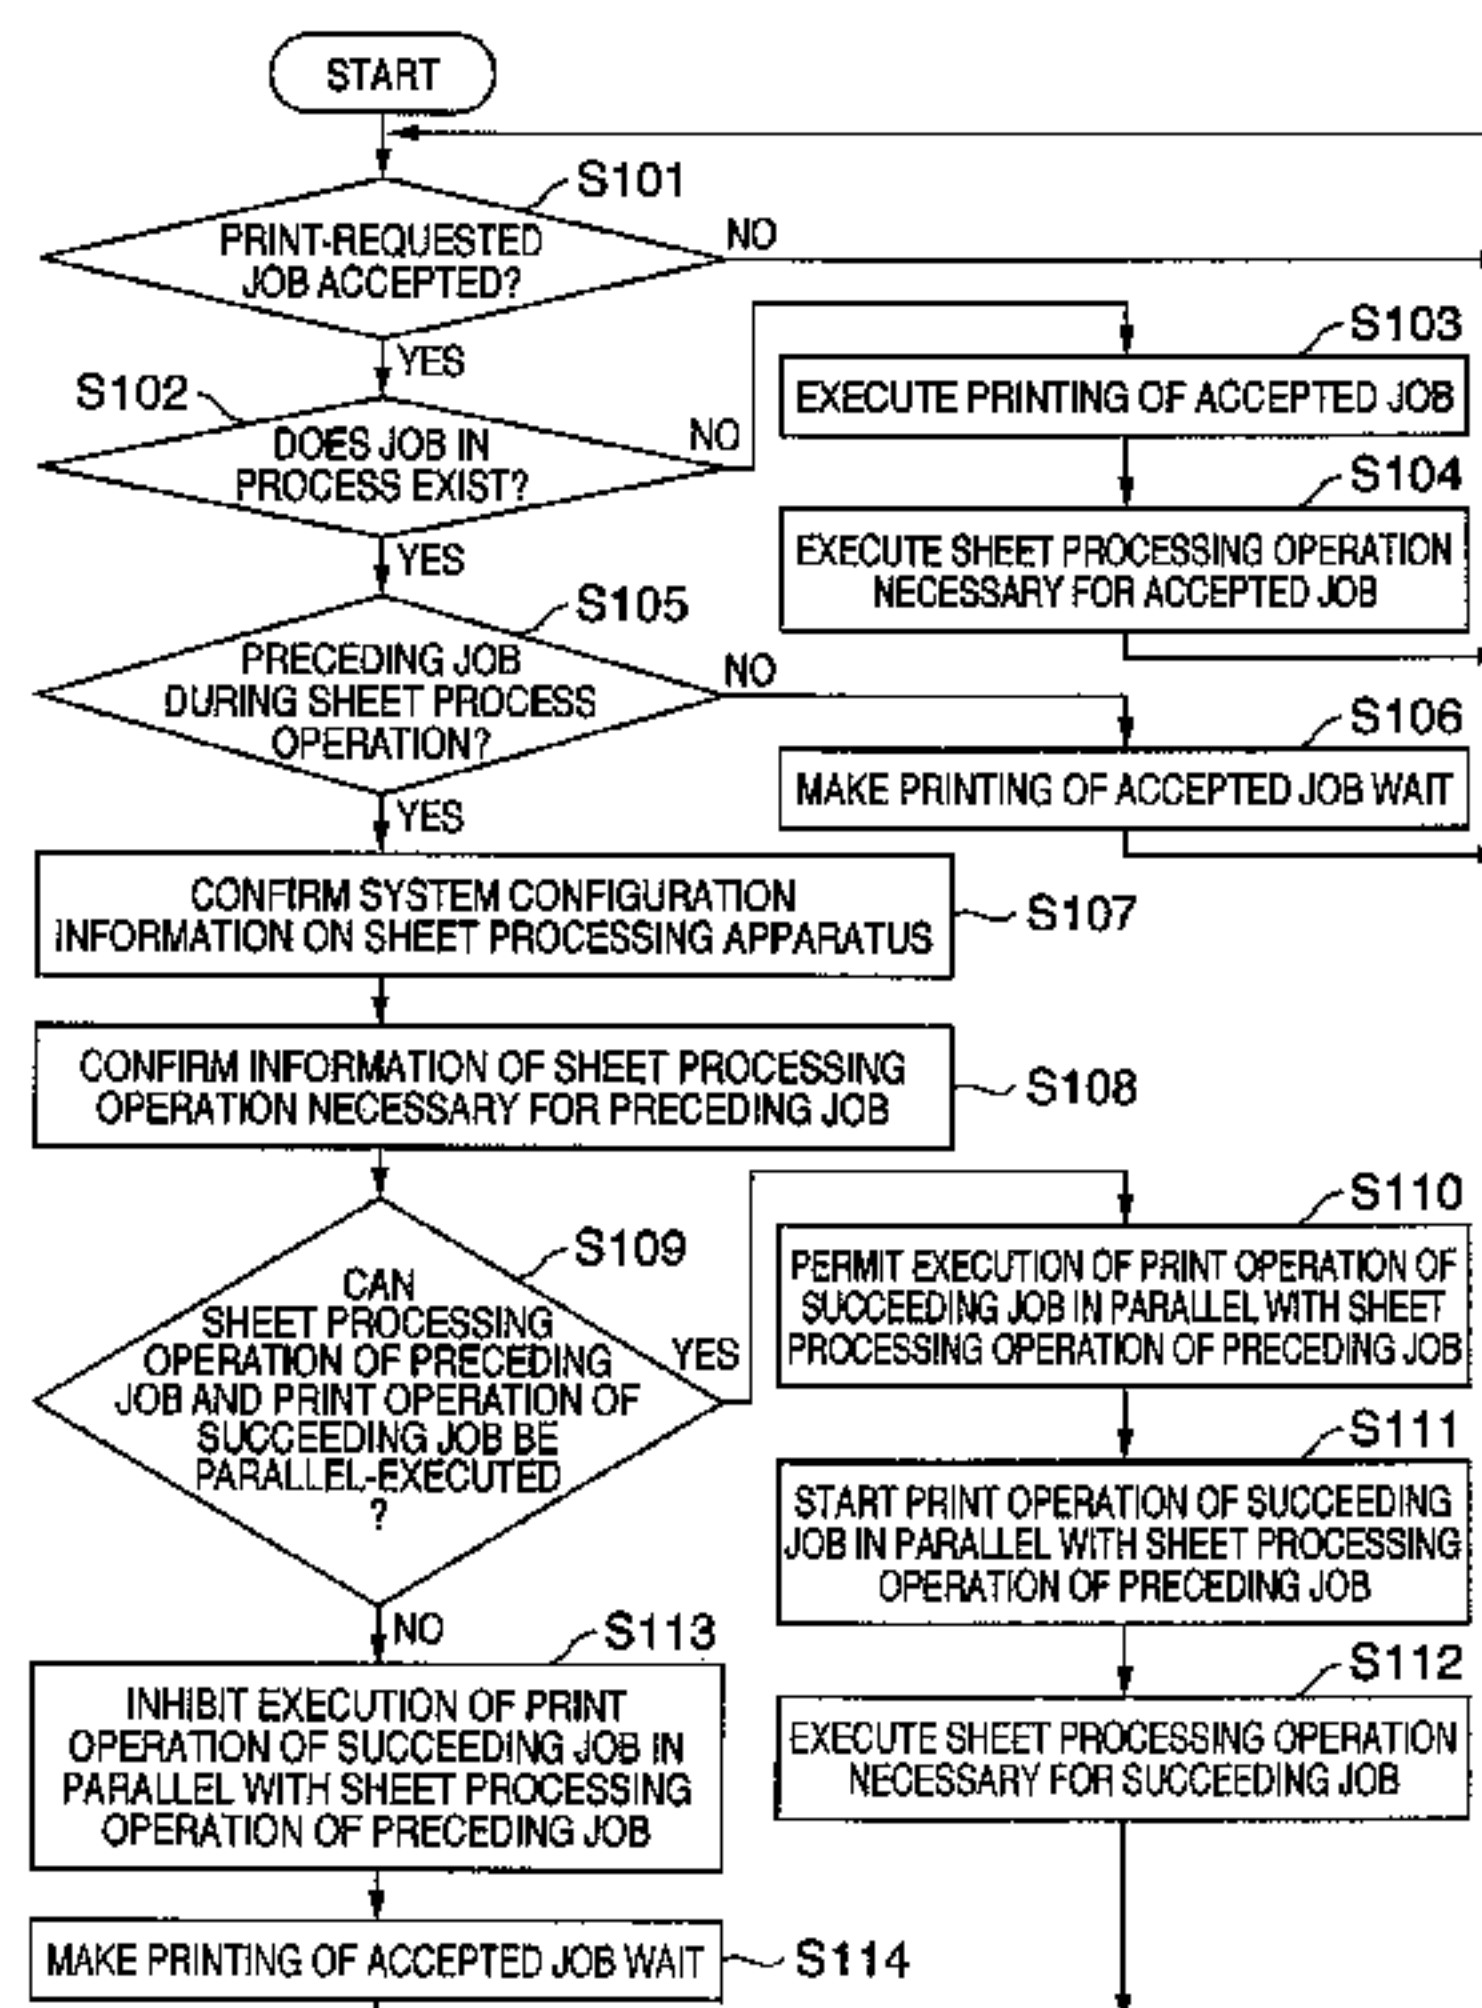 START
S101
PRINT-REQUESTED
JOB ACCEPTED?
NO
YES
S102
DOES JOB IN
PROCESS EXIST?
NO
YES
S103
EXECUTE PRINTING OF ACCEPTED JOB
S104
EXECUTE SHEET PROCESSING OPERATION
NECESSARY FOR ACCEPTED JOB
S105
PRECEDING JOB
DURING SHEET PROCESS
OPERATION?
NO
YES
S106
MAKE PRINTING OF ACCEPTED JOB WAIT
CONFIRM SYSTEM CONFIGURATION
INFORMATION ON SHEET PROCESSING APPARATUS
S107
CONFIRM INFORMATION OF SHEET PROCESSING
OPERATION NECESSARY FOR PRECEDING JOB
S108
S109
CAN
SHEET PROCESSING
OPERATION OF PRECEDING
JOB AND PRINT OPERATION OF
SUCCEEDING JOB BE
PARALLEL-EXECUTED
?
YES
NO
S110
PERMIT EXECUTION OF PRINT OPERATION OF
SUCCEEDING JOB IN PARALLEL WITH SHEET
PROCESSING OPERATION OF PRECEDING JOB
S111
START PRINT OPERATION OF SUCCEEDING
JOB IN PARALLEL WITH SHEET PROCESSING
OPERATION OF PRECEDING JOB
S112
EXECUTE SHEET PROCESSING OPERATION
NECESSARY FOR SUCCEEDING JOB
S113
INHIBIT EXECUTION OF PRINT
OPERATION OF SUCCEEDING JOB IN
PARALLEL WITH SHEET PROCESSING
OPERATION OF PRECEDING JOB
MAKE PRINTING OF ACCEPTED JOB WAIT
S114